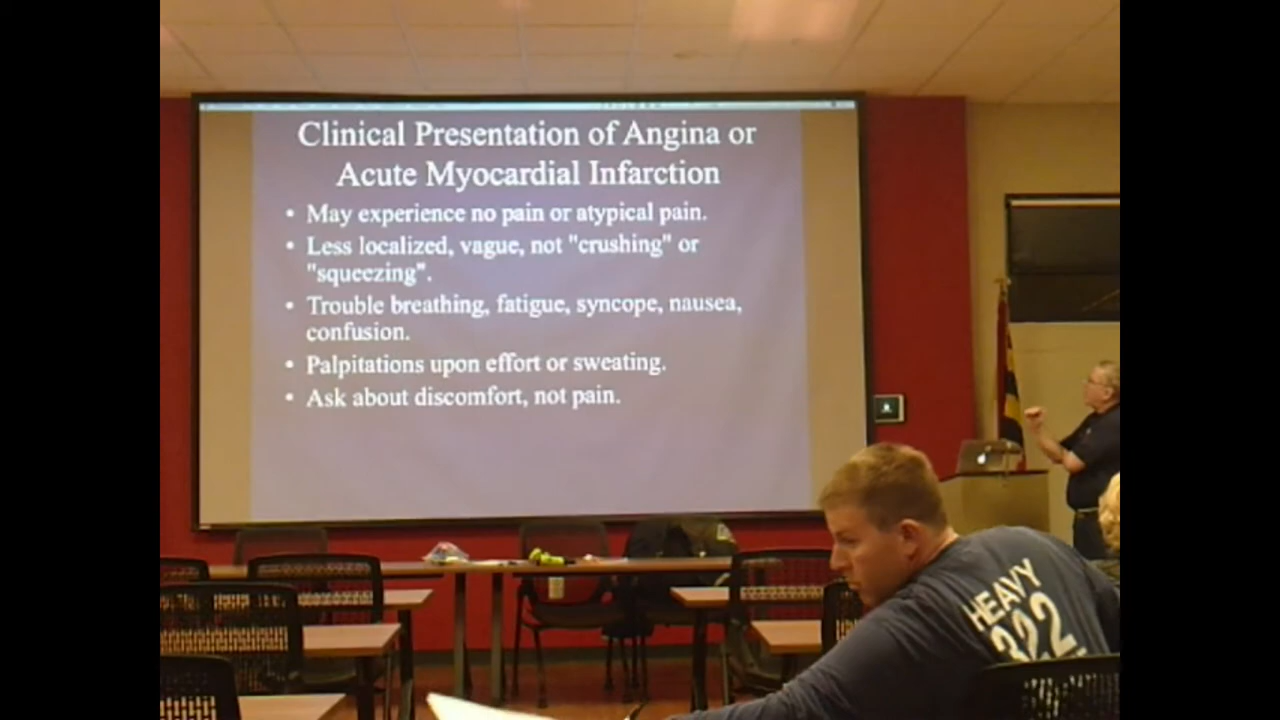 Clinical Presentation of Angina or
Acute Myocardial Infarction
• May experience no pain or atypical pain.
• Less localized, vague, not "crushing" or
"squeezing".
• Trouble breathing, fatigue, syncope, nausea,
confusion.
• Palpitations upon effort or sweating.
• Ask about discomfort, not pain.
HEAVY
322